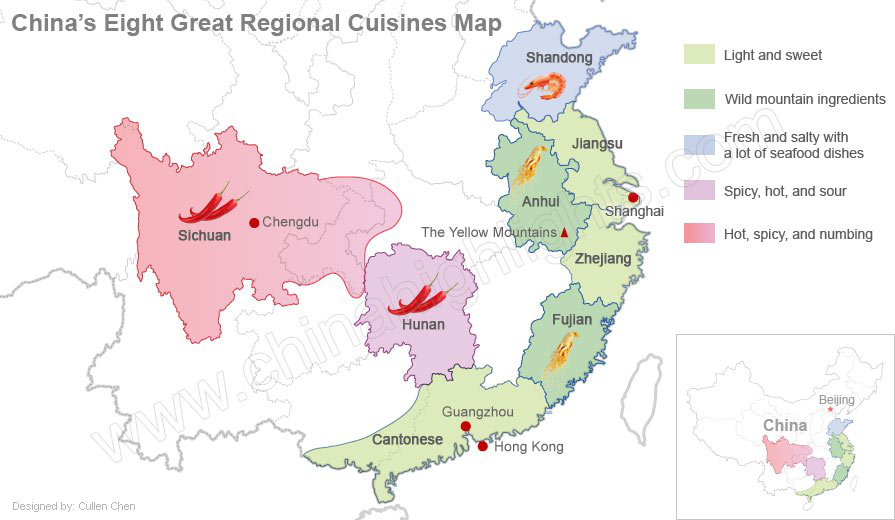 China's Eight Great Regional Cuisines Map
Shandong
Light and sweet
Wild mountain ingredients
Fresh and salty with
a lot of seafood dishes
Spicy, hot, and sour
Hot, spicy, and numbing
Jiangsu
Anhui
Shanghai
Chengdu
Sichuan
The Yellow Mountains
Zhejiang
Hunan
Fujian
Guangzhou
Cantonese
Hong Kong
Beijing
China
www.chinahighlights.com
Designed by: Cullen Chen